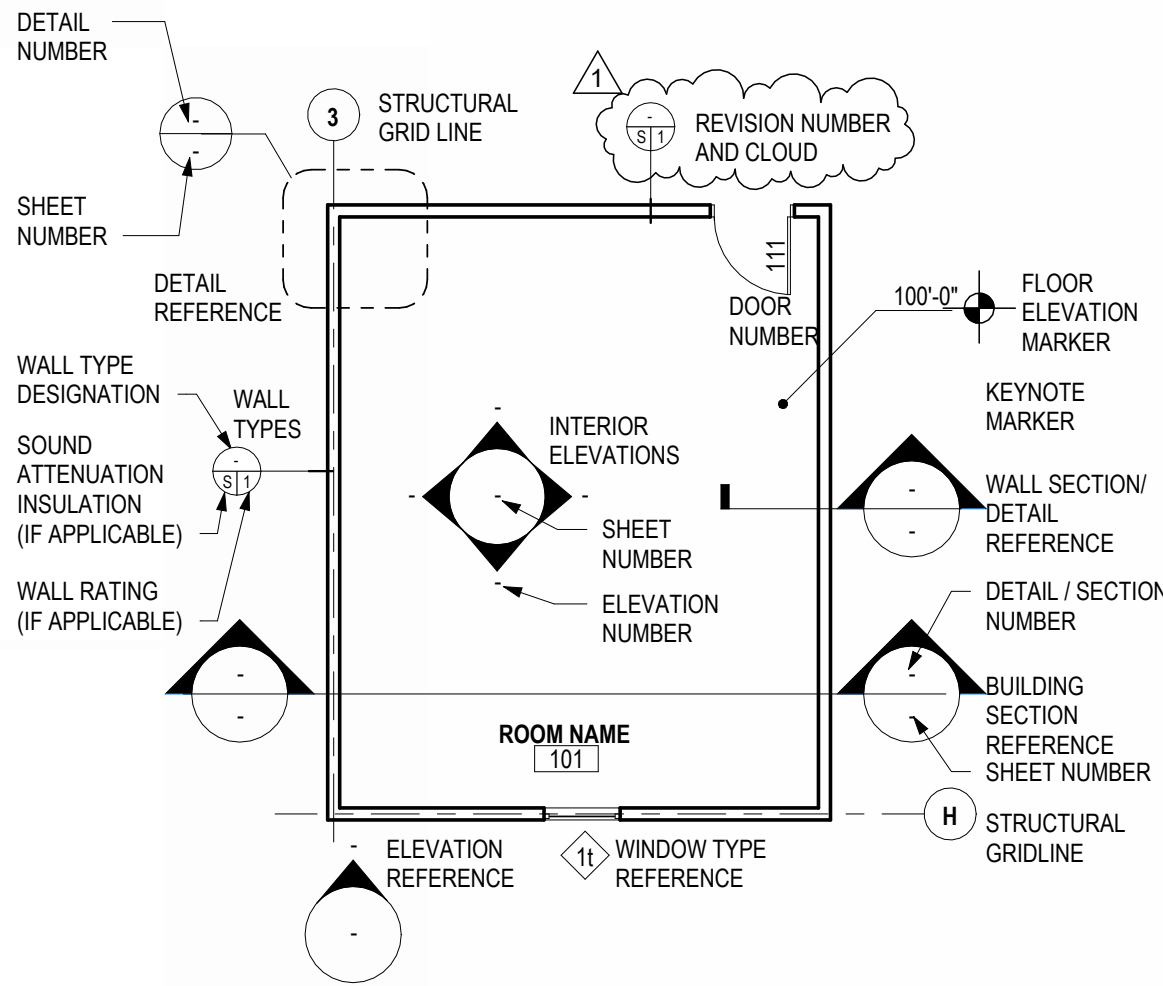 DETAIL
NUMBER
-
-
SHEET
NUMBER
3
STRUCTURAL
GRID LINE
1
-
S 1
REVISION NUMBER
AND CLOUD
DETAIL
REFERENCE
111
DOOR
NUMBER
100'-0"
FLOOR
ELEVATION
MARKER
KEYNOTE
MARKER
WALL TYPE
DESIGNATION
WALL
TYPES
SOUND
ATTENUATION
INSULATION
(IF APPLICABLE)
-
S 1
WALL RATING
(IF APPLICABLE)
-
INTERIOR
ELEVATIONS
- - -
SHEET
NUMBER
-
ELEVATION
NUMBER
-
-
WALL SECTION/
DETAIL
REFERENCE
DETAIL / SECTION
NUMBER
-
-
-
-
BUILDING
SECTION
REFERENCE
SHEET NUMBER
ROOM NAME
101
H
STRUCTURAL
GRIDLINE
-
ELEVATION
REFERENCE
-
1t
WINDOW TYPE
REFERENCE